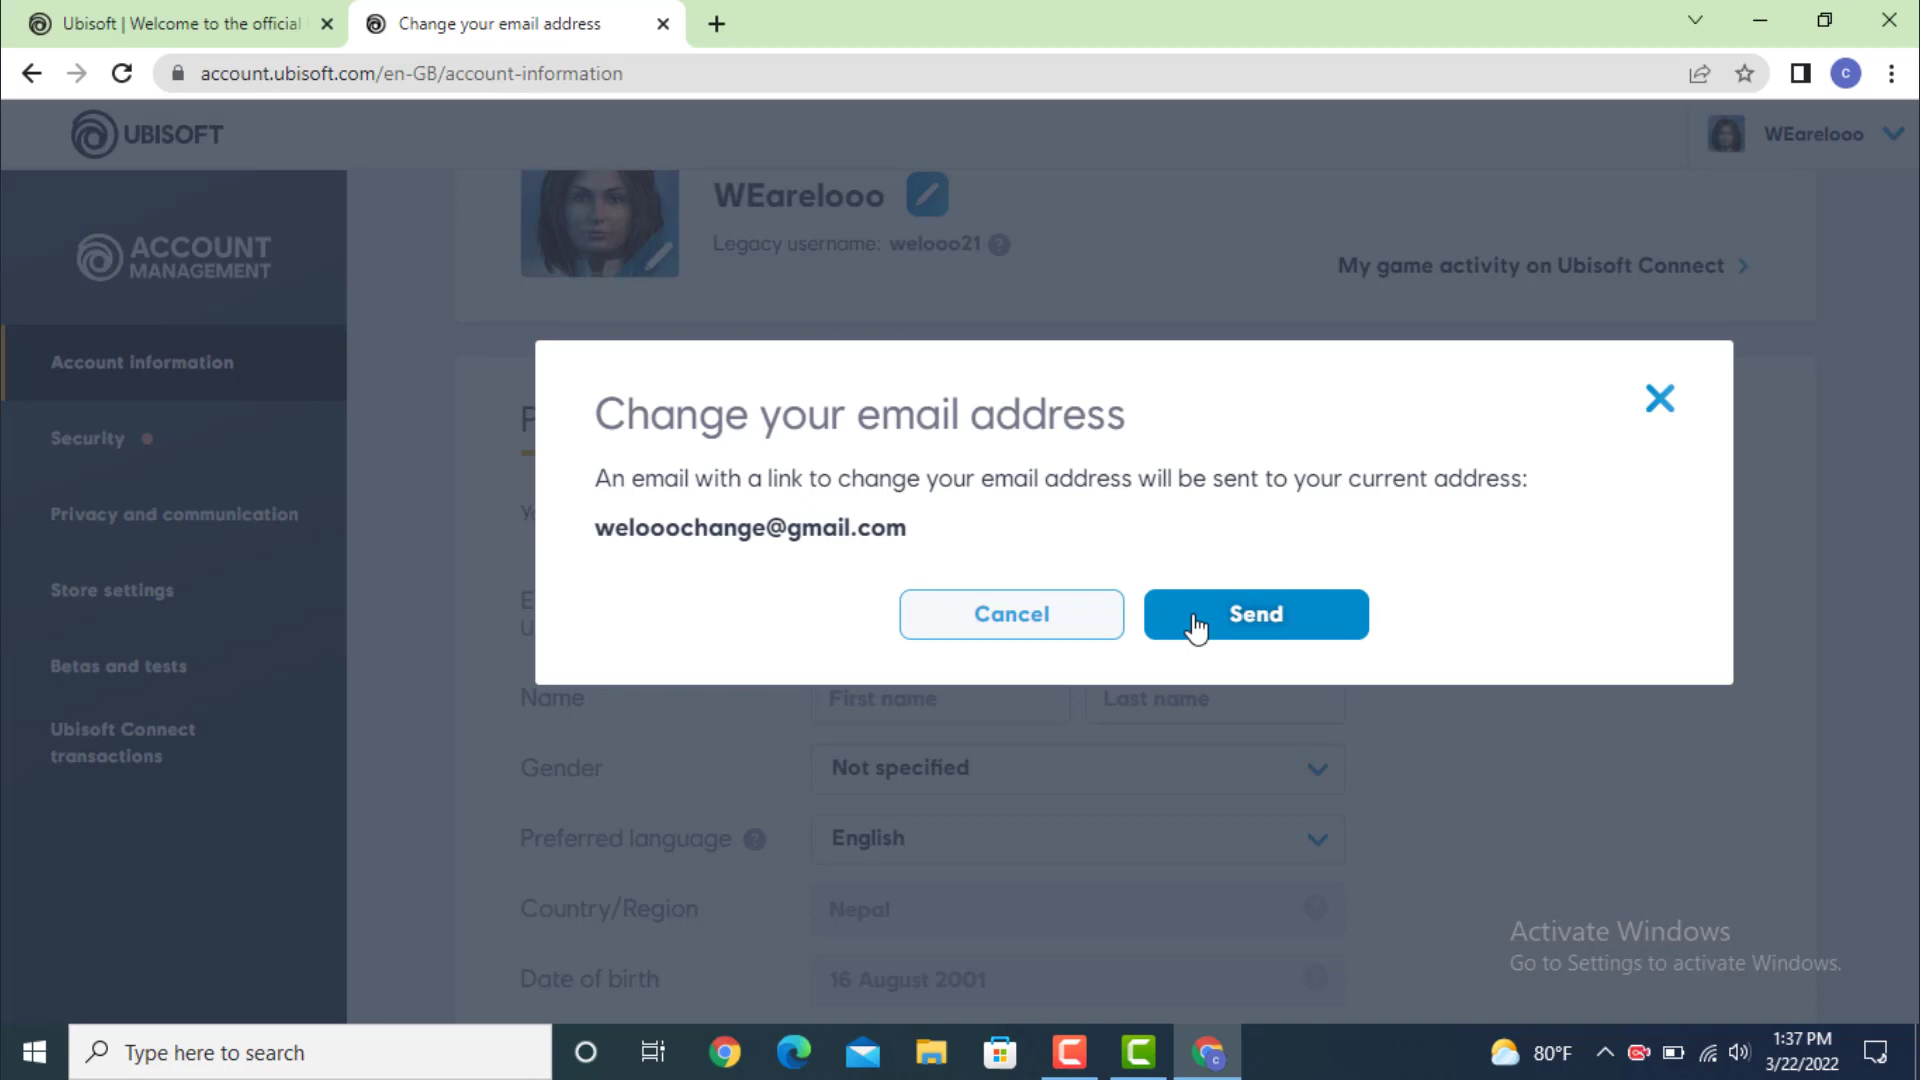 Ubisoft | Welcome to the official
Change your email address
account.ubisoft.com/en-GB/account-information
C
UBISOFT
WEarelooo
ACCOUNT
MANAGEMENT
Account information
Security
Privacy and communication
Store settings
Betas and tests
Ubisoft Connect
transactions
WEarelooo
Legacy username: welooo21 ?
My game activity on Ubisoft Connect
Change your email address
An email with a link to change your email address will be sent to your current address:
welooochange@gmail.com
Cancel Send
Name First name Last name
Gender Not specified
Preferred language ? English
Country/Region Nepal
Date of birth 16 August 2001
Activate Windows
Go to Settings to activate Windows.
Type here to search
80°F
1:37 PM
3/22/2022